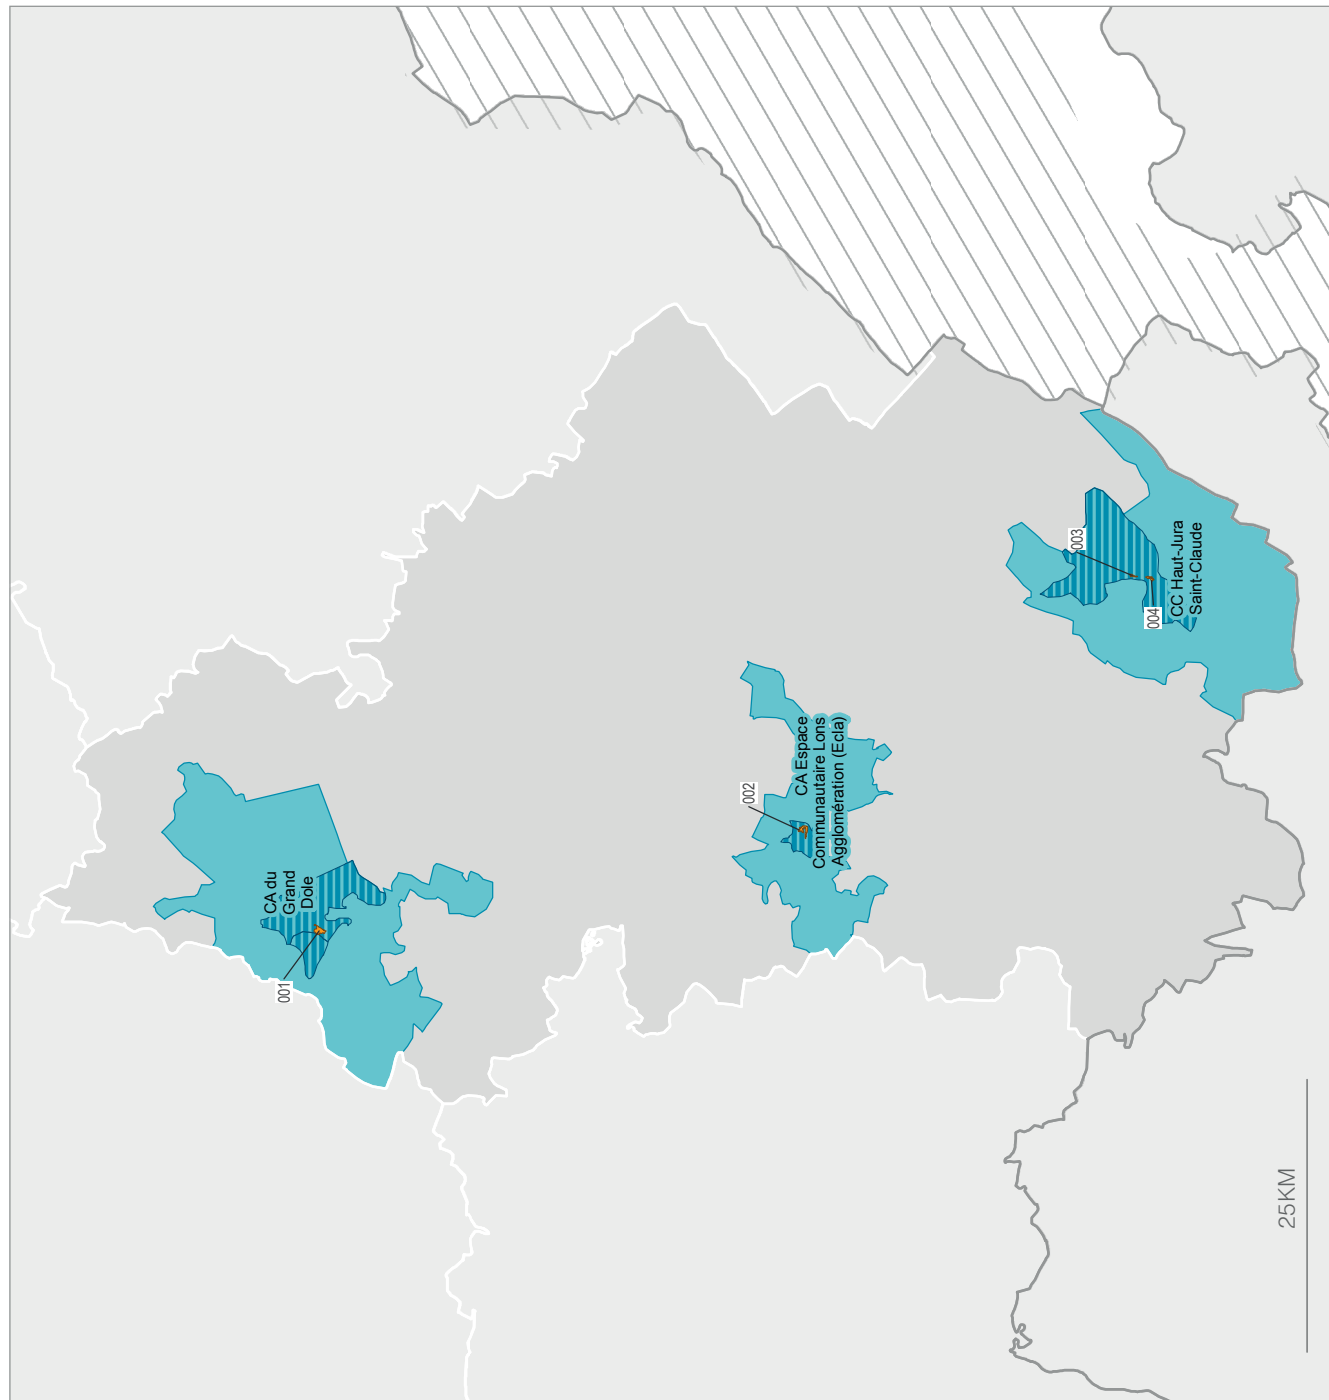 CA du
Grand
Dole
001
002
CA Espace
Communautaire Lons
Agglomération (Ecla)
003
004
CC Haut-Jura
Saint-Claude
25KM